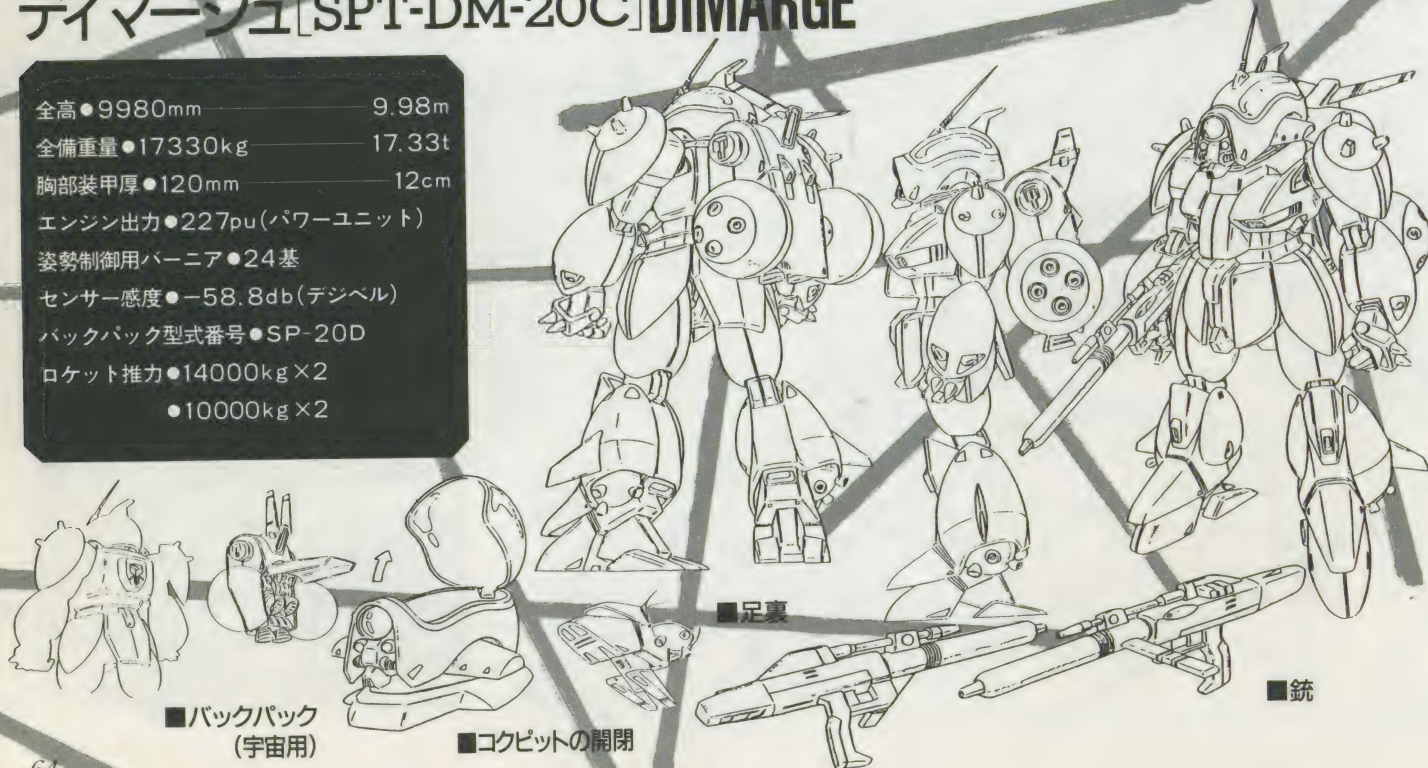 ディマージュ[SPT-DM-20C]DIMARGE
全高●9980mm 9.98m
全備重量●17330kg 17.33t
胸部装甲厚●120mm 12cm
エンジン出力●227pu(パワーユニット)
姿勢制御用バーニア●24基
センサー感度●-58.8db(デシベル)
バックパック型式番号●SP-20D
ロケット推力●14000kg×2
●10000kg×2
■足裏
■銃
■バックパック
(宇宙用)
■コクピットの開閉
64